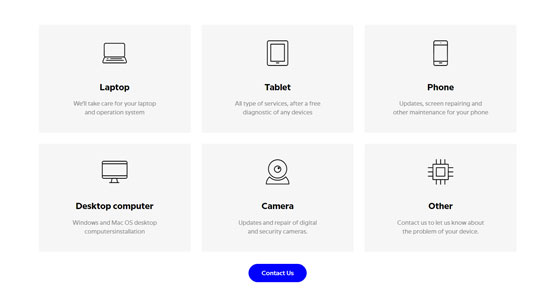 Laptop
We'll take care for your laptop
and operation system
Tablet
All type of services, after a free
diagnostic of any devices
Phone
Updates, screen repairing and
other maintenance for your phone
Desktop computer
Windows and Mac OS desktop
computersinstallation
Camera
Updates and repair of digital
and security cameras.
Other
Contact us to let us know about
the problem of your device.
Contact Us